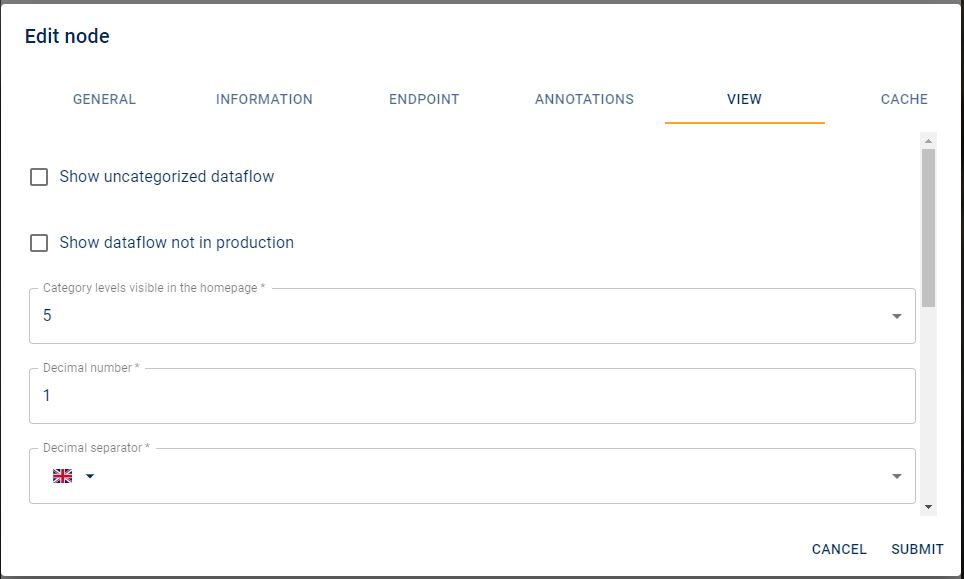 Edit node
GENERAL INFORMATION ENDPOINT ANNOTATIONS VIEW CACHE
Show uncategorized dataflow
Show dataflow not in production
Category levels visible in the homepage *
5
Decimal number *
1
Decimal separator *
CANCEL SUBMIT